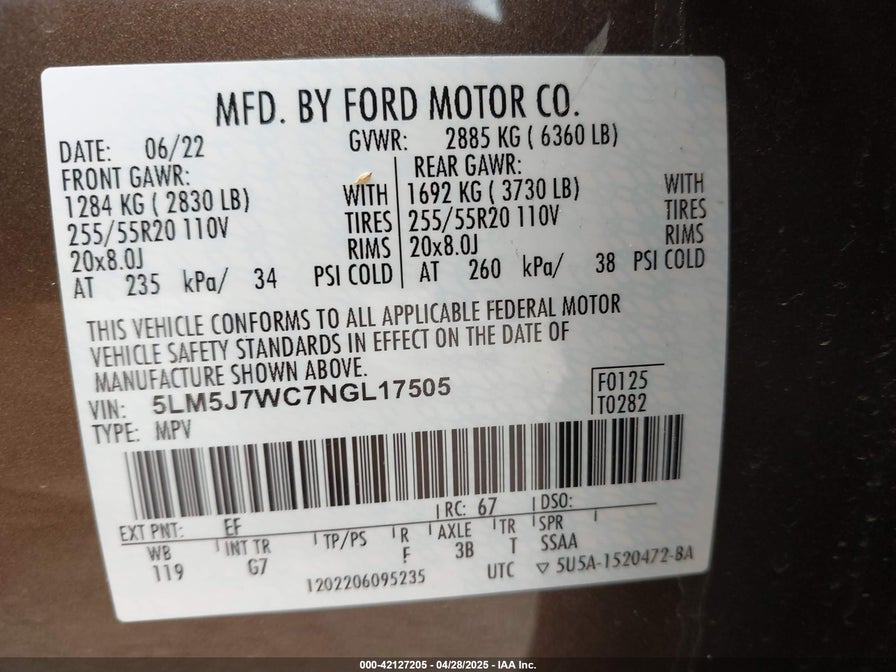 MFD. BY FORD MOTOR CO.
DATE: 06/22 GVWR: 2885 KG ( 6360 LB)
FRONT GAWR: REAR GAWR:
1284 KG ( 2830 LB) WITH 1692 KG ( 3730 LB) WITH
255/55R20 110V TIRES 255/55R20 110V TIRES
20x8.0J RIMS 20x8.0J RIMS
AT 235 kPa/ 34 PSI COLD AT 260 kPa/ 38 PSI COLD
THIS VEHICLE CONFORMS TO ALL APPLICABLE FEDERAL MOTOR
VEHICLE SAFETY STANDARDS IN EFFECT ON THE DATE OF
MANUFACTURE SHOWN ABOVE.
VIN: 5LM5J7WC7NGL17505 F0125
TYPE: MPV T0282
EXT PNT: EF RC: 67 DSO:
WB INT TR TP/PS R AXLE TR SPR
119 G7 F 3B T SSAA
1202206095235 UTC ▽ 5U5A-1520472-BA
000-42127205 - 04/28/2025 - IAA Inc.